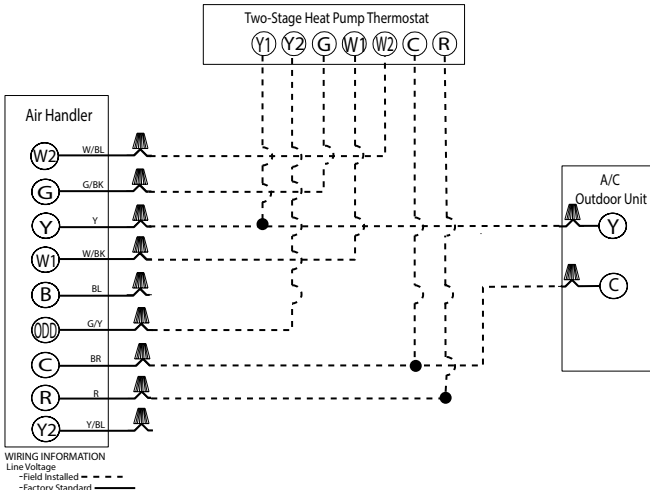 Two-Stage Heat Pump Thermostat
Y1 Y2 G W1 W2 C R
Air Handler
W2 W/BL
G G/BK
Y Y
W1 W/BK
B BL
ODD G/Y
C BR
R R
Y2 Y/BL
A/C
Outdoor Unit
Y
C
WIRING INFORMATION
Line Voltage
-Field Installed
-Factory Standard